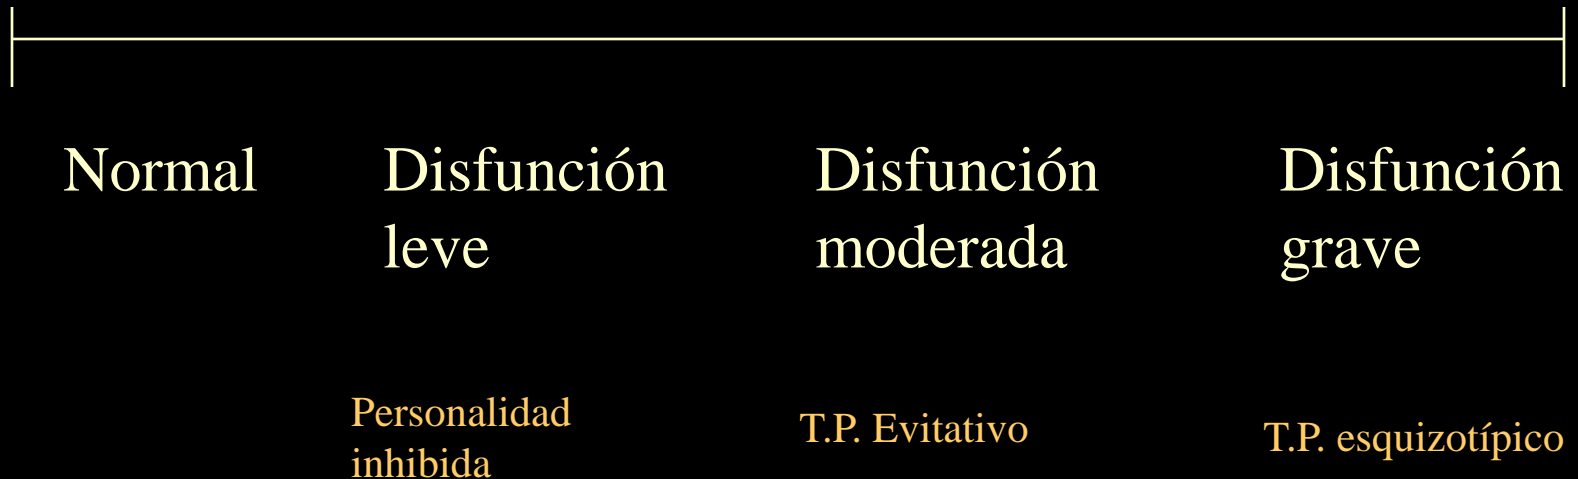 Normal
Disfunción
leve
Disfunción
moderada
Disfunción
grave
Personalidad
inhibida
T.P. Evitativo
T.P. esquizotípico